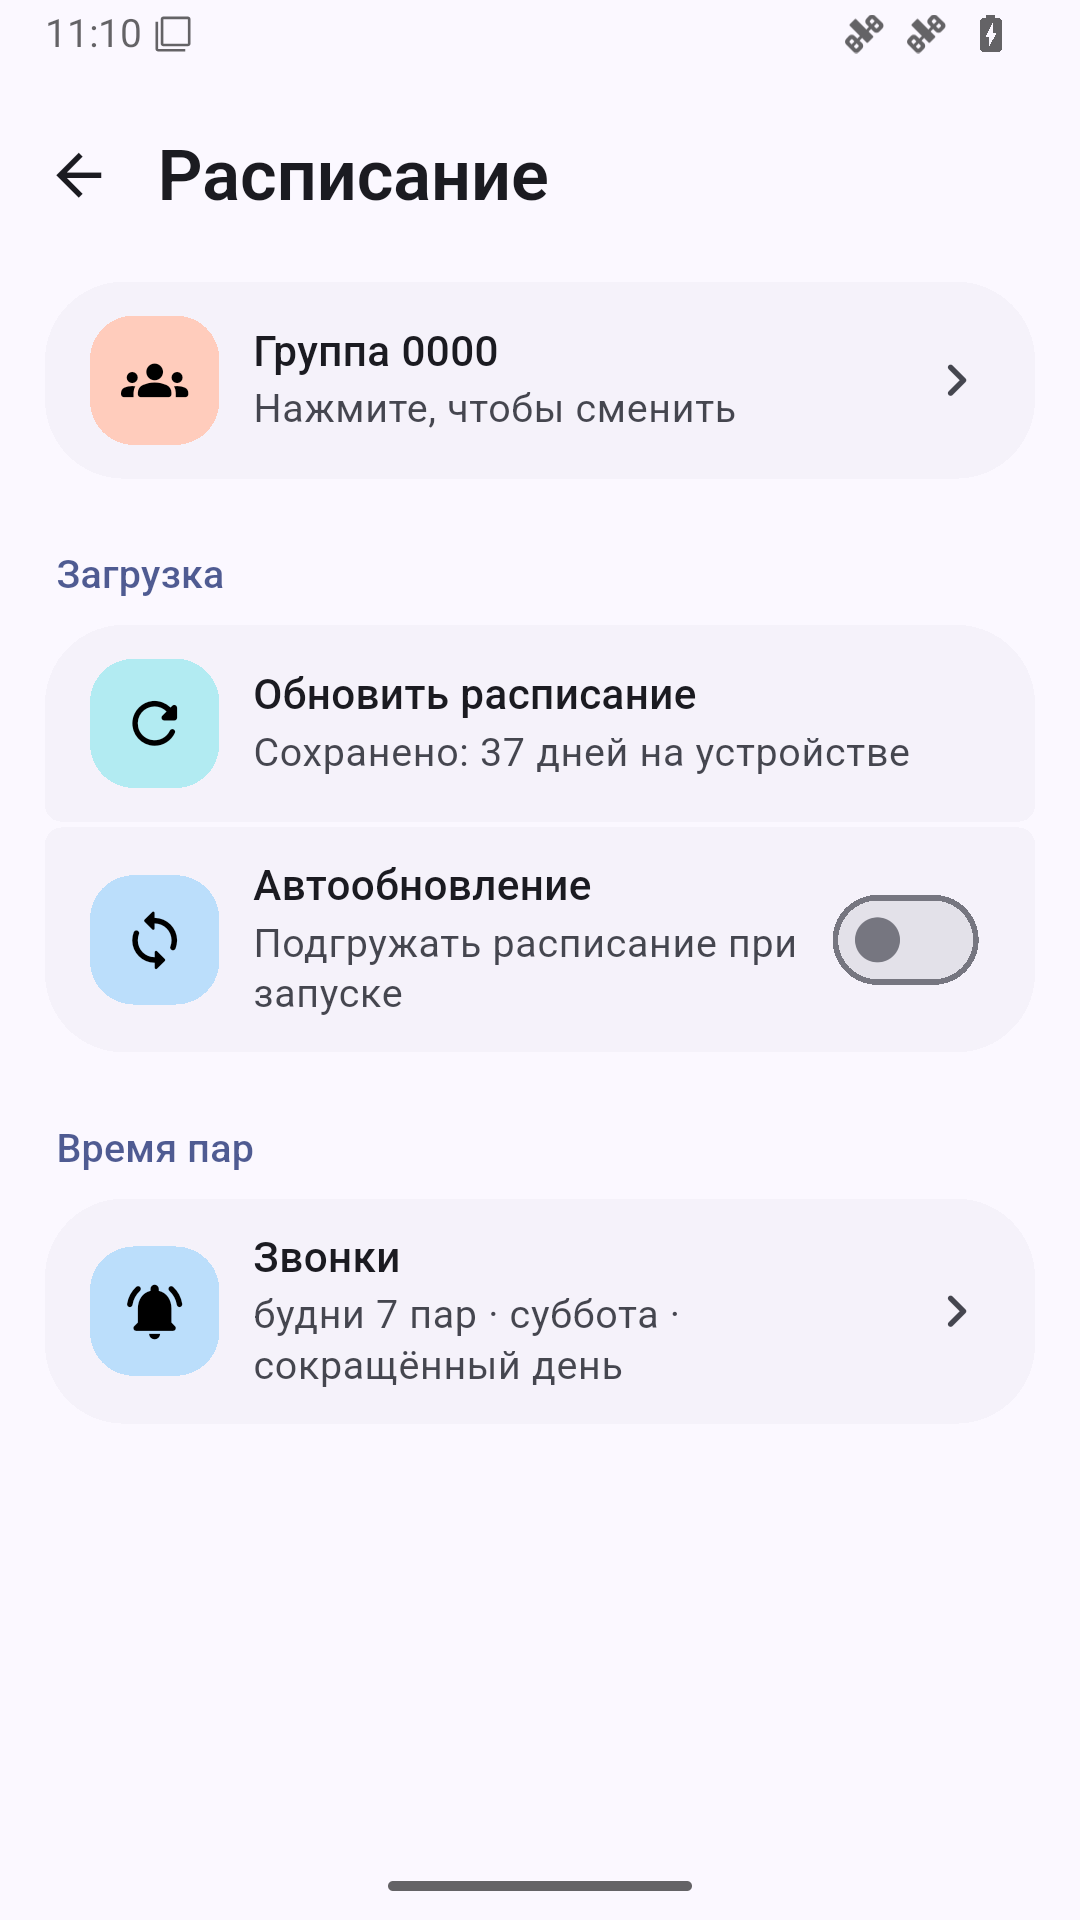 11:10
Расписание
Группа 0000
Нажмите, чтобы сменить
Загрузка
Обновить расписание
Сохранено: 37 дней на устройстве
Автообновление
Подгружать расписание при
запуске
Время пар
Звонки
будни 7 пар · суббота ·
сокращённый день